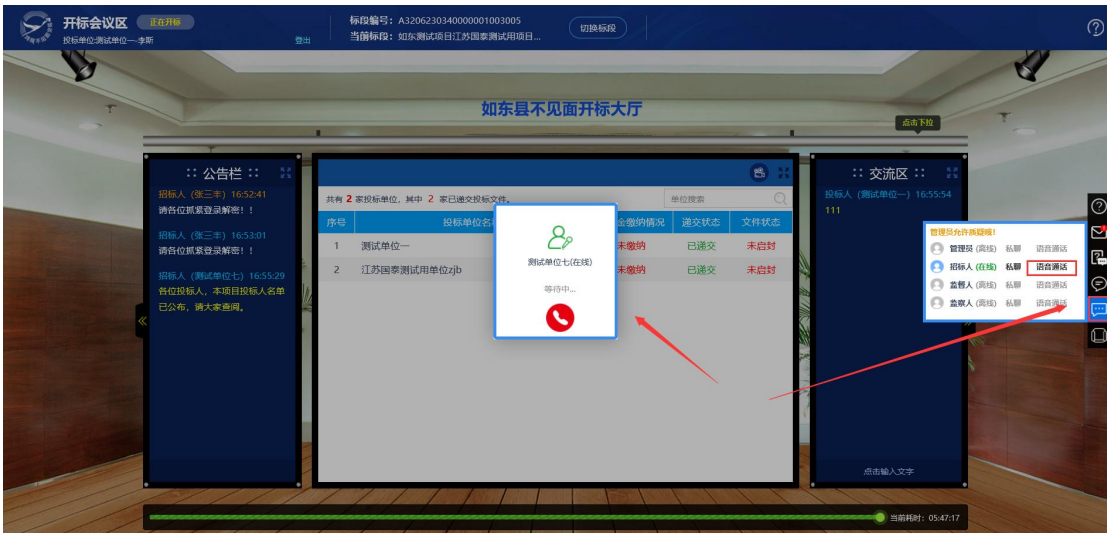 开标会议区 正在开标
投标单位:测试单位一-李斯 登出
标段编号：A3206230340000001003005
当前标段：如东测试项目江苏国泰测试用项目...
切换标段
如东县不见面开标大厅
点击下拉
:: 公告栏 ::
招标人（张三丰）16:52:41
请各位抓紧登录解密！！
招标人（张三丰）16:53:01
请各位抓紧登录解密！！
招标人（测试单位七）16:55:29
各位投标人，本项目投标人名单
已公布，请大家查阅。
共有 2 家投标单位，其中 2 家已递交投标文件。 单位搜索
序号 投标单位名 金缴纳情况 递交状态 文件状态
1 测试单位一 未缴纳 已递交 未启封
2 江苏国泰测试用单位zjb 未缴纳 已递交 未启封
测试单位七(在线)
等待中...
:: 交流区 ::
投标人（测试单位一）16:55:54
111
管理员允许质疑啦！
管理员 (离线) 私聊 语音通话
招标人 (在线) 私聊 语音通话
监督人 (离线) 私聊 语音通话
监察人 (离线) 私聊 语音通话
点击输入文字
当前耗时：05:47:17